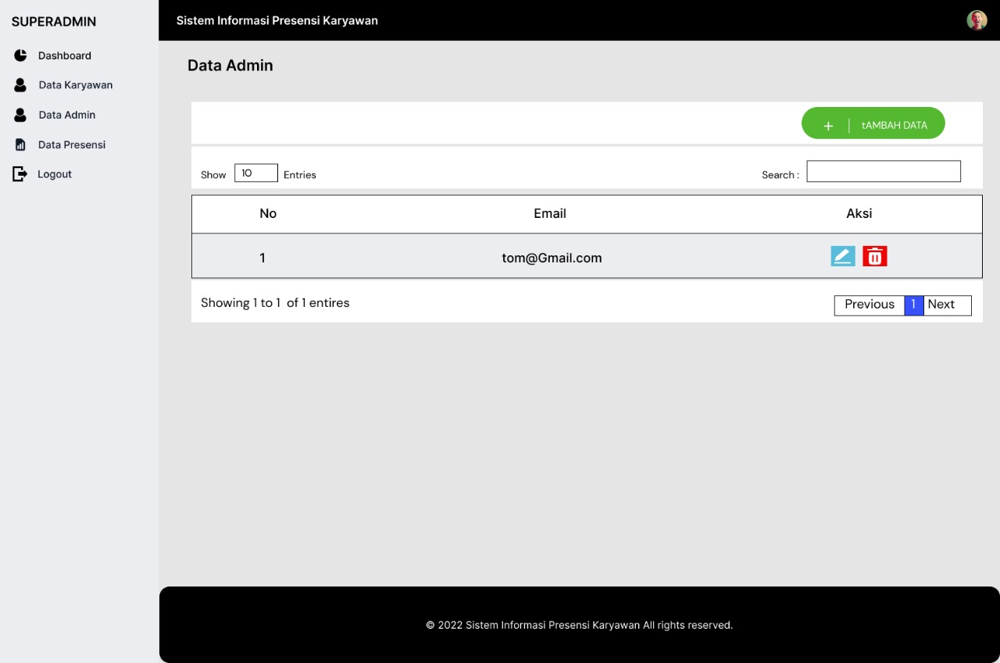 SUPERADMIN
Dashboard
Data Karyawan
Data Admin
Data Presensi
Logout
Sistem Informasi Presensi Karyawan
Data Admin
+ | tAMBAH DATA
Show 10 Entries
Search :
No Email Aksi
1 tom@Gmail.com
Showing 1 to 1 of 1 entires
Previous 1 Next
© 2022 Sistem Informasi Presensi Karyawan All rights reserved.